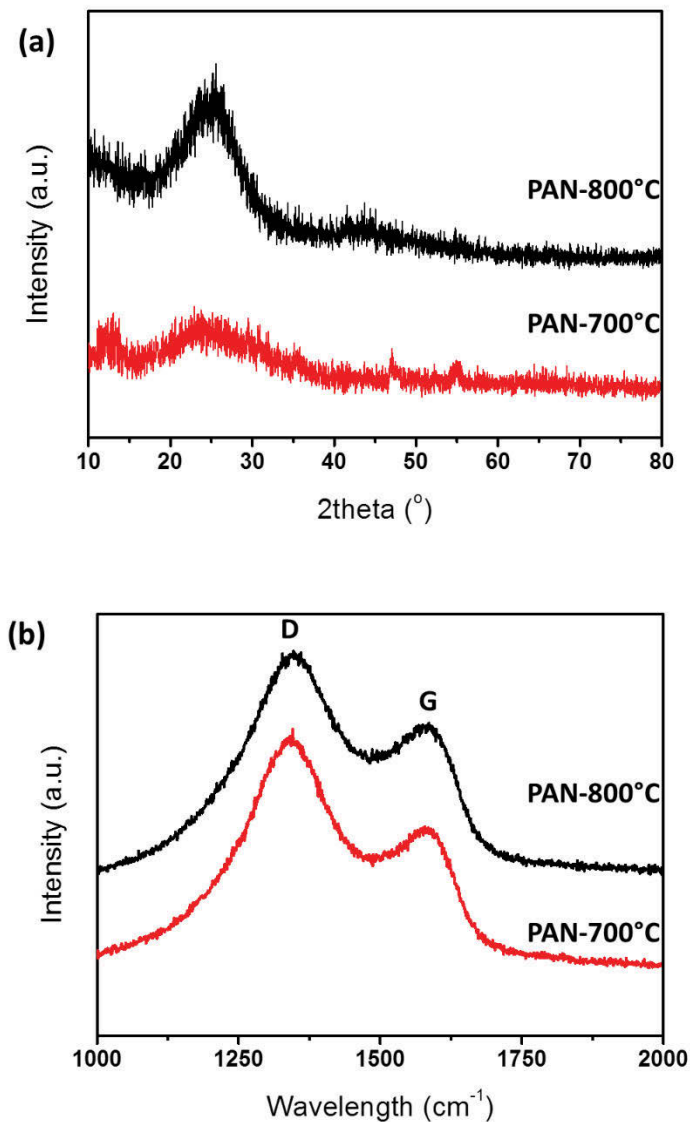 (a)
Intensity (a.u.)
PAN-800°C
PAN-700°C
10 20 30 40 50 60 70 80
2theta (°)
(b)
D
G
Intensity (a.u.)
PAN-800°C
PAN-700°C
1000 1250 1500 1750 2000
Wavelength (cm⁻¹)